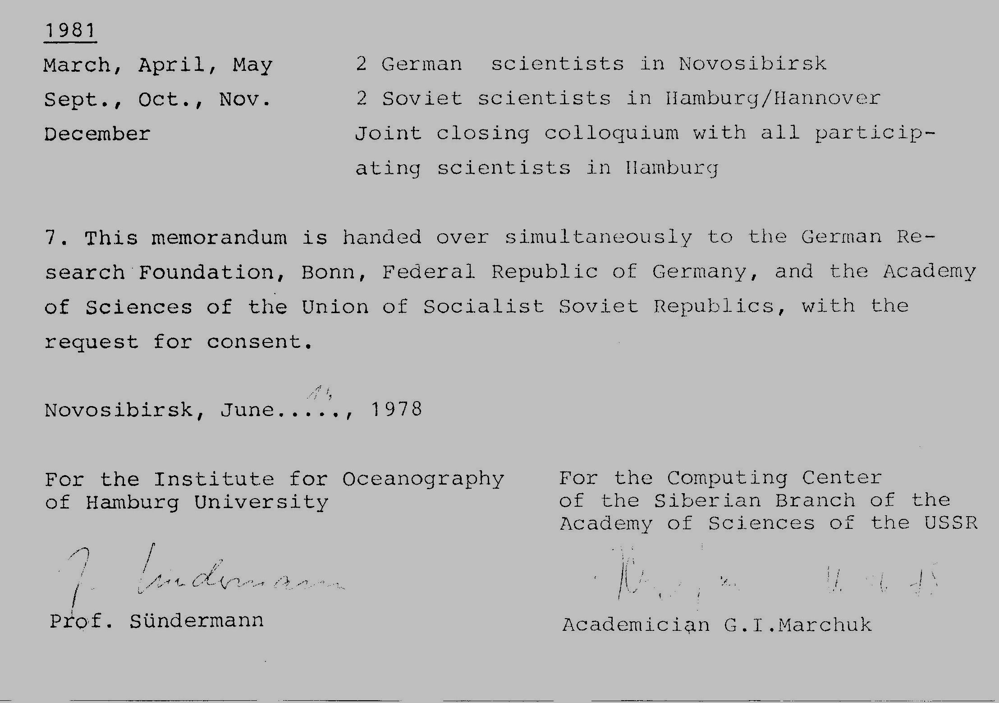 1981
March, April, May 2 German scientists in Novosibirsk
Sept., Oct., Nov. 2 Soviet scientists in Hamburg/Hannover
December Joint closing colloquium with all particip-
ating scientists in Hamburg
7. This memorandum is handed over simultaneously to the German Re-
search Foundation, Bonn, Federal Republic of Germany, and the Academy
of Sciences of the Union of Socialist Soviet Republics, with the
request for consent.
Novosibirsk, June....., 1978
For the Institute for Oceanography
of Hamburg University
For the Computing Center
of the Siberian Branch of the
Academy of Sciences of the USSR
J. Sündermann
Prof. Sündermann
Academician G.I.Marchuk